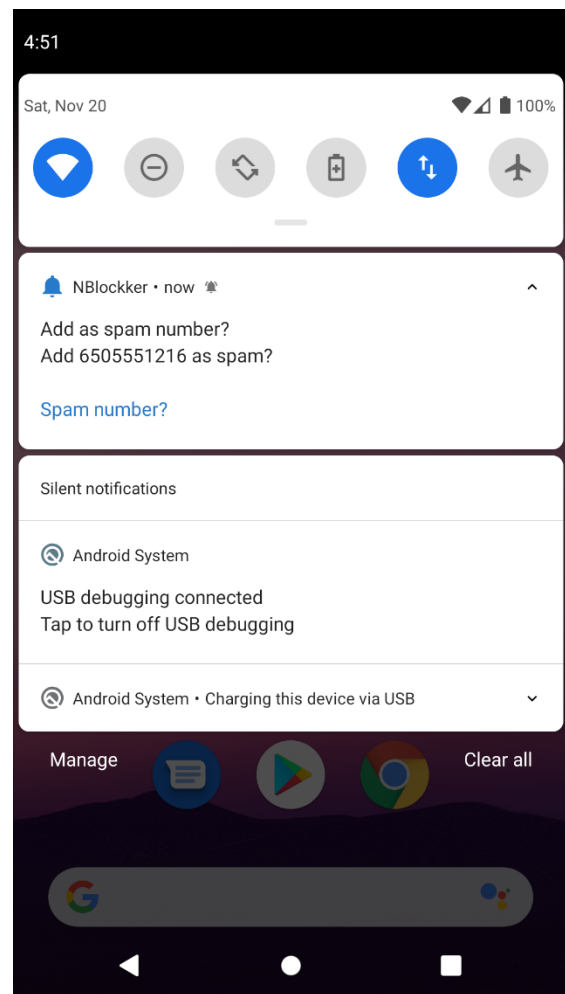 4:51
Sat, Nov 20 100%
NBlockker • now
Add as spam number?
Add 6505551216 as spam?
Spam number?
Silent notifications
Android System
USB debugging connected
Tap to turn off USB debugging
Android System • Charging this device via USB
Manage Clear all
G